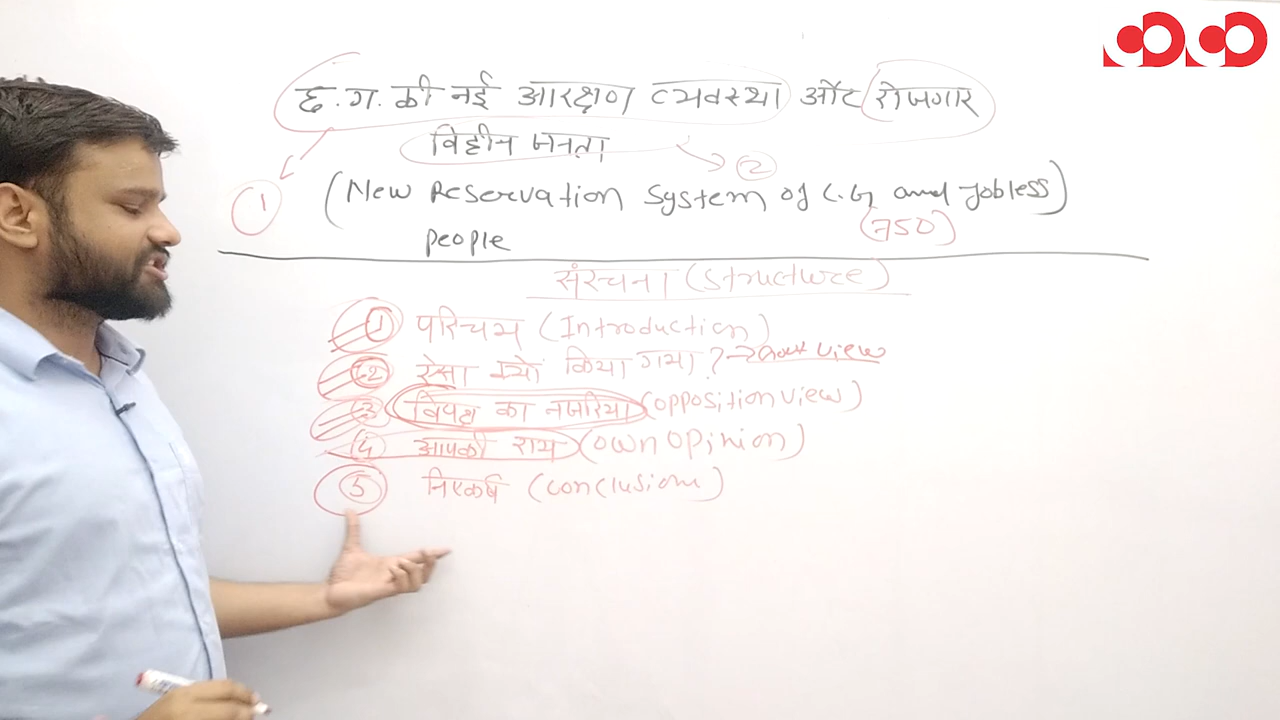 छ.ग. की नई आरक्षण व्यवस्था और रोजगार
विहीन जनता
(New Reservation System of C.G and Jobless)
people
1
2
(750)
संरचना (Structure)
1 परिचय (Introduction)
2 ऐसा क्यों किया गया? → Govt view
3 विपक्ष का नजरिया (opposition view)
4 आपकी राय (own opinion)
5 निष्कर्ष (conclusion)